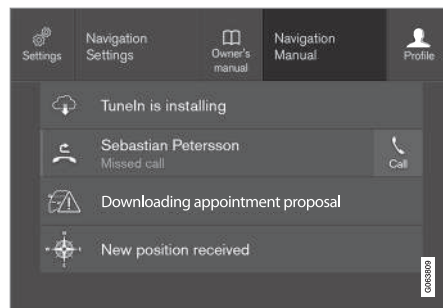 Settings
Navigation
Settings
Owner's
manual
Navigation
Manual
Profile
TuneIn is installing
Sebastian Petersson
Missed call
Call
Downloading appointment proposal
New position received
G063809